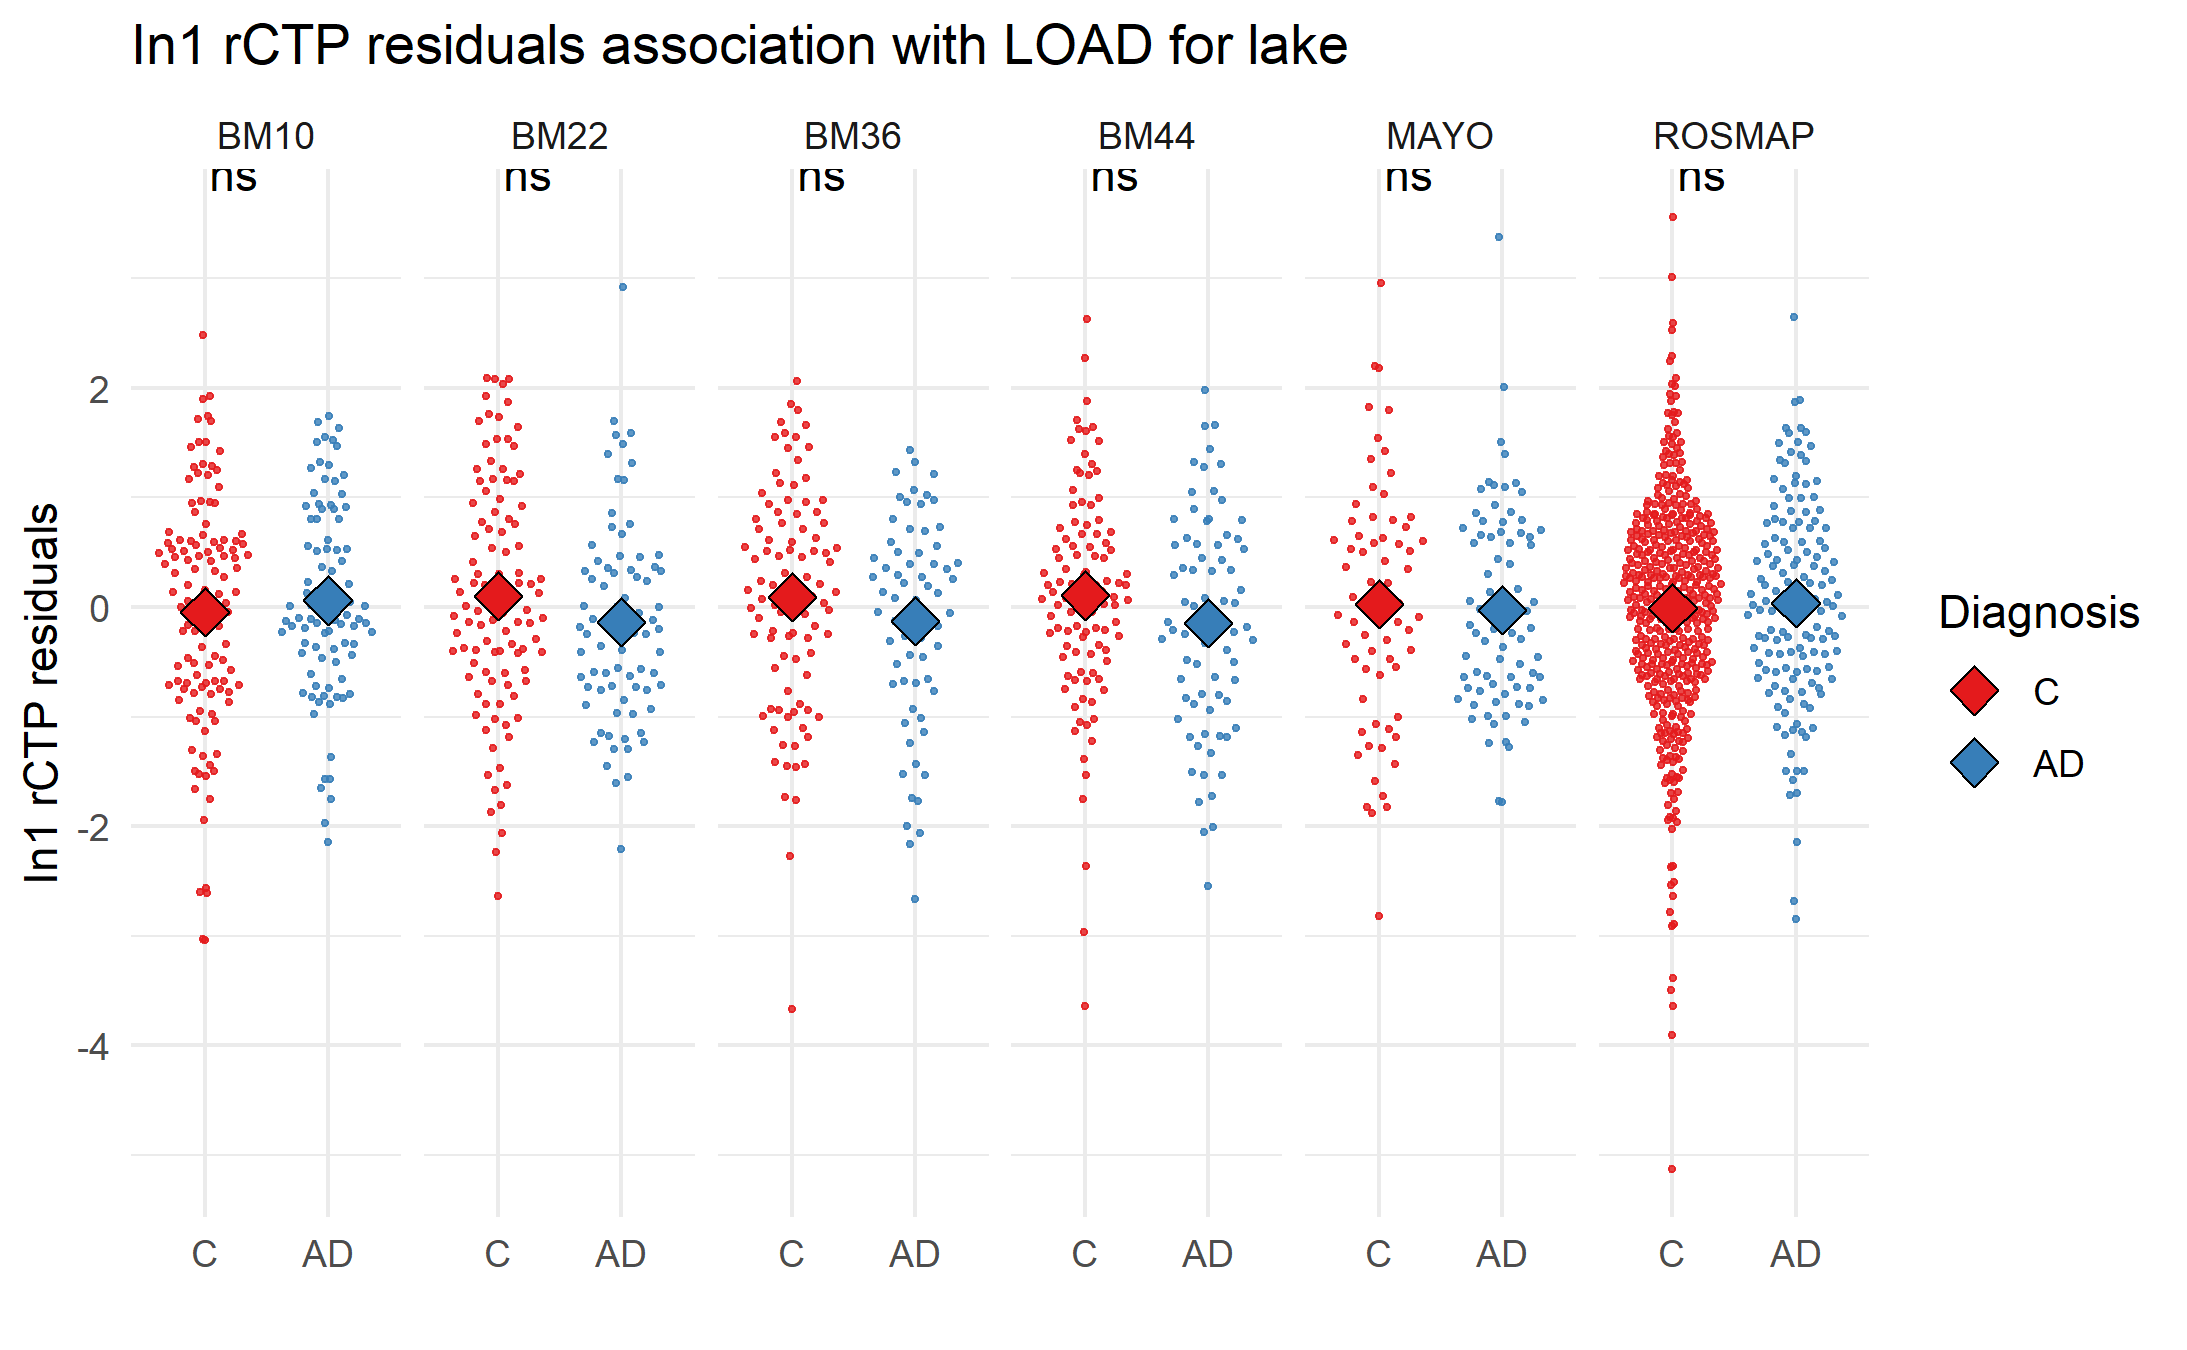 In1 rCTP residuals association with LOAD for lake
BM10 BM22 BM36 BM44 MAYO ROSMAP
ns ns ns ns ns ns
2
0
-2
-4
In1 rCTP residuals
C AD C AD C AD C AD C AD C AD
Diagnosis
C
AD